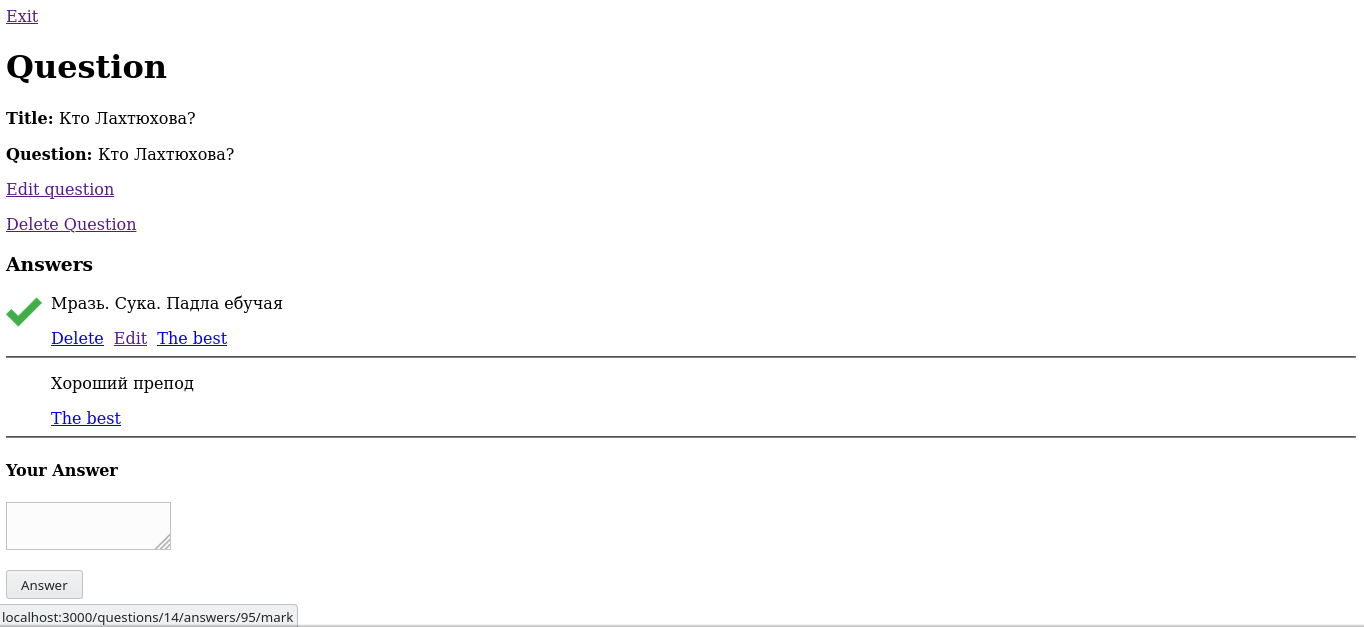 Exit
Question
Title: Кто Лахтюхова?
Question: Кто Лахтюхова?
Edit question
Delete Question
Answers
Мразь. Сука. Падла ебучая
Delete Edit The best
Хороший препод
The best
Your Answer
Answer
localhost:3000/questions/14/answers/95/mark